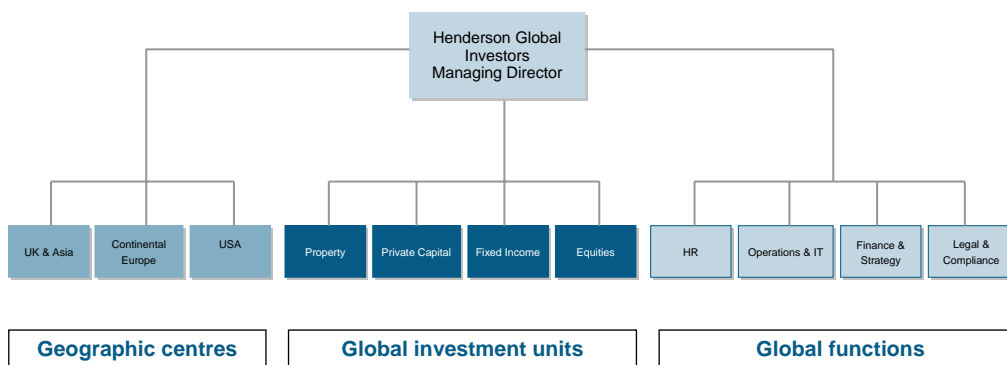 Henderson Global
Investors
Managing Director
UK & Asia
Continental
Europe
USA
Property
Private Capital
Fixed Income
Equities
HR
Operations & IT
Finance &
Strategy
Legal &
Compliance
Geographic centres
Global investment units
Global functions